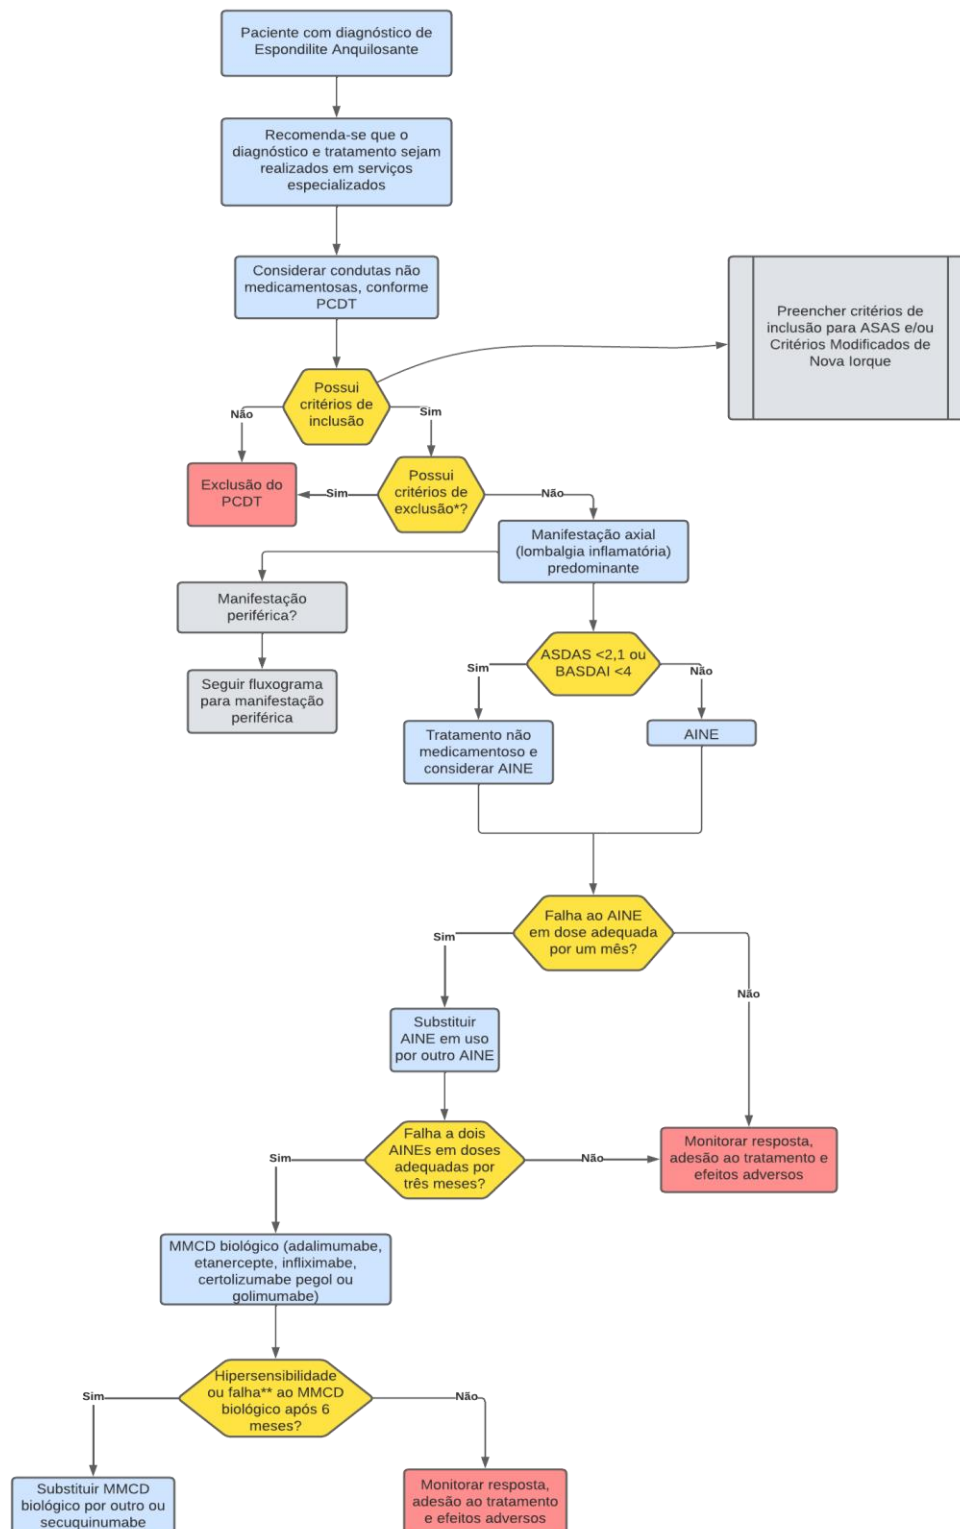 Paciente com diagnóstico de
Espondilite Anquilosante
Recomenda-se que o
diagnóstico e tratamento sejam
realizados em serviços
especializados
Considerar condutas não
medicamentosas, conforme
PCDT
Preencher critérios de
inclusão para ASAS e/ou
Critérios Modificados de
Nova Iorque
Possui
critérios de
inclusão
Não
Sim
Exclusão do
PCDT
Sim
Possui
critérios de
exclusão*?
Não
Manifestação axial
(lombalgia inflamatória)
predominante
Manifestação
periférica?
Seguir fluxograma
para manifestação
periférica
ASDAS <2,1 ou
BASDAI <4
Sim
Não
Tratamento não
medicamentoso e
considerar AINE
AINE
Falha ao AINE
em dose adequada
por um mês?
Sim
Não
Substituir
AINE em uso
por outro AINE
Falha a dois
AINEs em doses
adequadas por
três meses?
Sim
Não
Monitorar resposta,
adesão ao tratamento e
efeitos adversos
MMCD biológico (adalimumabe,
etanercepte, infliximabe,
certolizumabe pegol ou
golimumabe)
Hipersensibilidade
ou falha** ao MMCD
biológico após 6
meses?
Sim
Não
Substituir MMCD
biológico por outro ou
secuquinumabe
Monitorar resposta,
adesão ao tratamento
e efeitos adversos